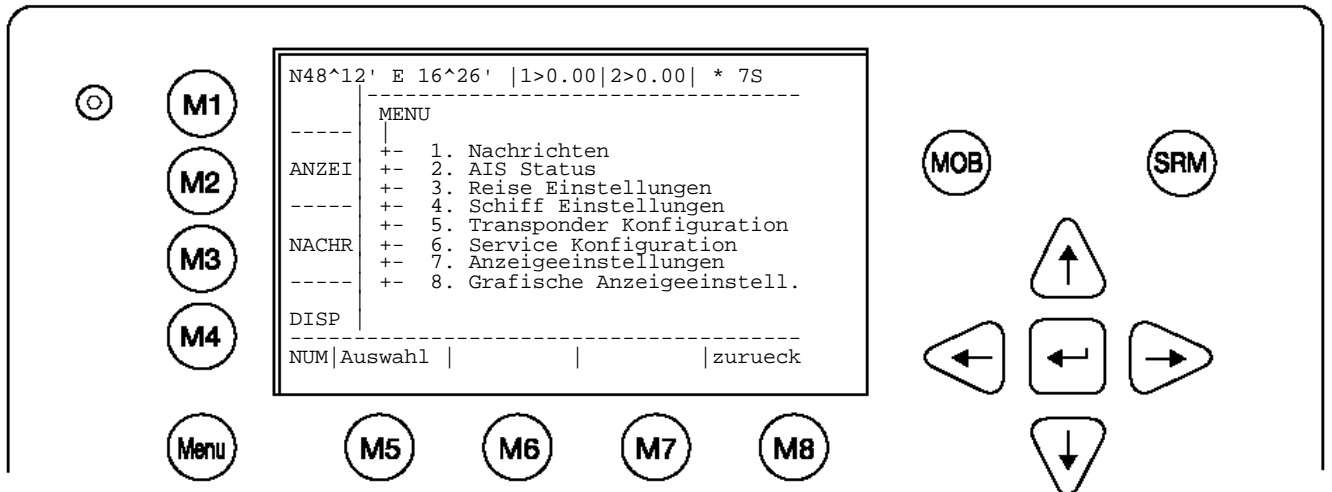 N48^12' E 16^26' |1>0.00|2>0.00| * 7S
MENU
1. Nachrichten
ANZEI +- 2. AIS Status
+- 3. Reise Einstellungen
+- 4. Schiff Einstellungen
+- 5. Transponder Konfiguration
NACHR +- 6. Service Konfiguration
+- 7. Anzeigeeinstellungen
+- 8. Grafische Anzeigeeinstell.
DISP
NUM|Auswahl | | |zurueck
M1
M2
M3
M4
Menu
M5
M6
M7
M8
MOB
SRM